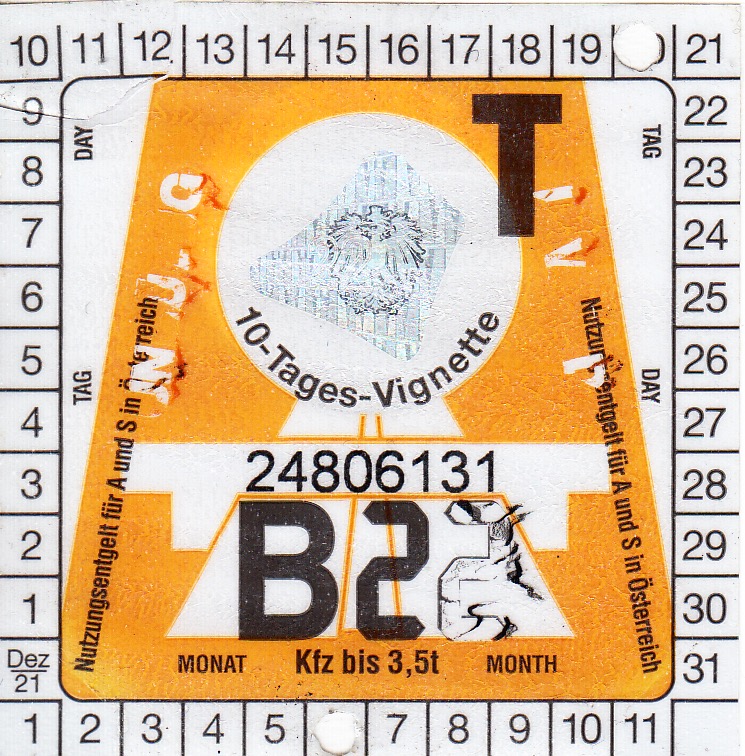 10 11 12 13 14 15 16 17 18 19 21
9 22
8 23
7 24
6 25
5 26
4 27
3 28
2 29
1 30
Dez 21 31
1 2 3 4 5 7 8 9 10 11
DAY
TAG
T
10-Tages-Vignette
TAG
DAY
Nutzungsentgelt für A und S in Österreich
Nutzungsentgelt für A und S in Österreich
24806131
B22
MONAT Kfz bis 3,5t MONTH